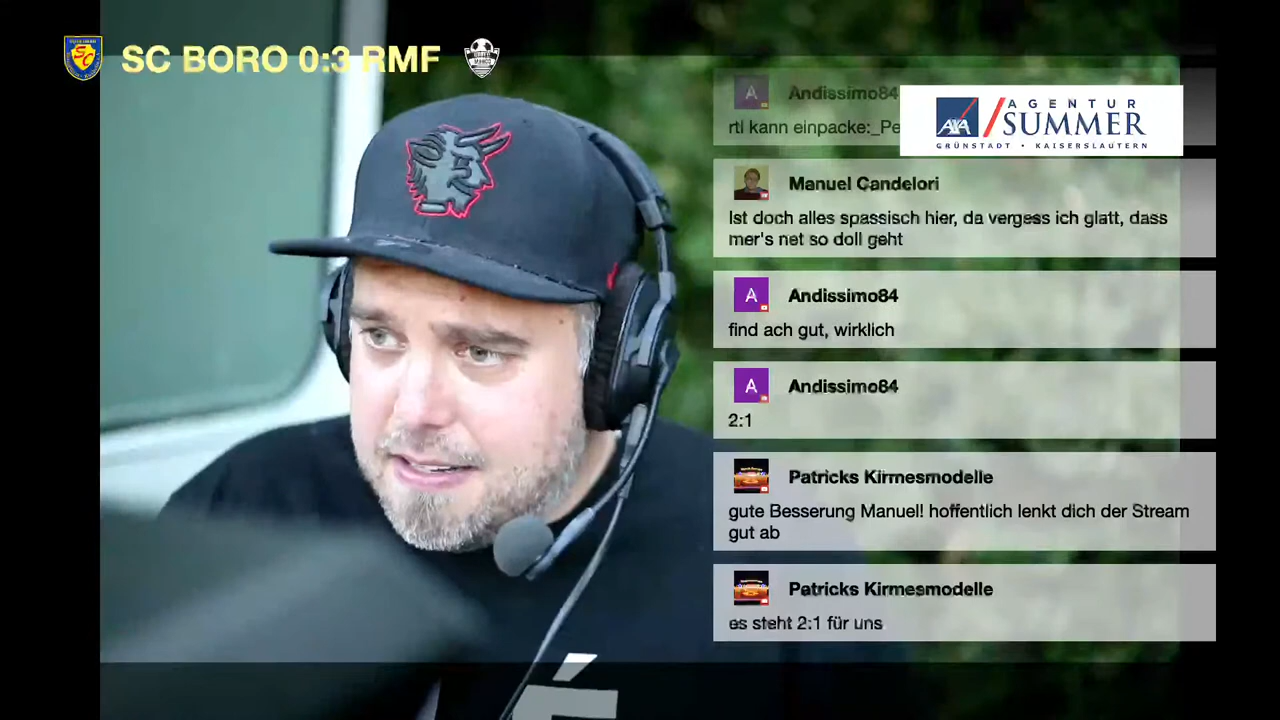 SC BORO 0:3 RMF
Andissimo84
rtl kann einpacke:_Pe
AXA
AGENTUR
SUMMER
GRÜNSTADT • KAISERSLAUTERN
Manuel Candelori
Ist doch alles spassisch hier, da vergess ich glatt, dass
mer's net so doll geht
A
Andissimo84
find ach gut, wirklich
A
Andissimo84
2:1
Patricks Kirmesmodelle
gute Besserung Manuel! hoffentlich lenkt dich der Stream
gut ab
Patricks Kirmesmodelle
es steht 2:1 für uns